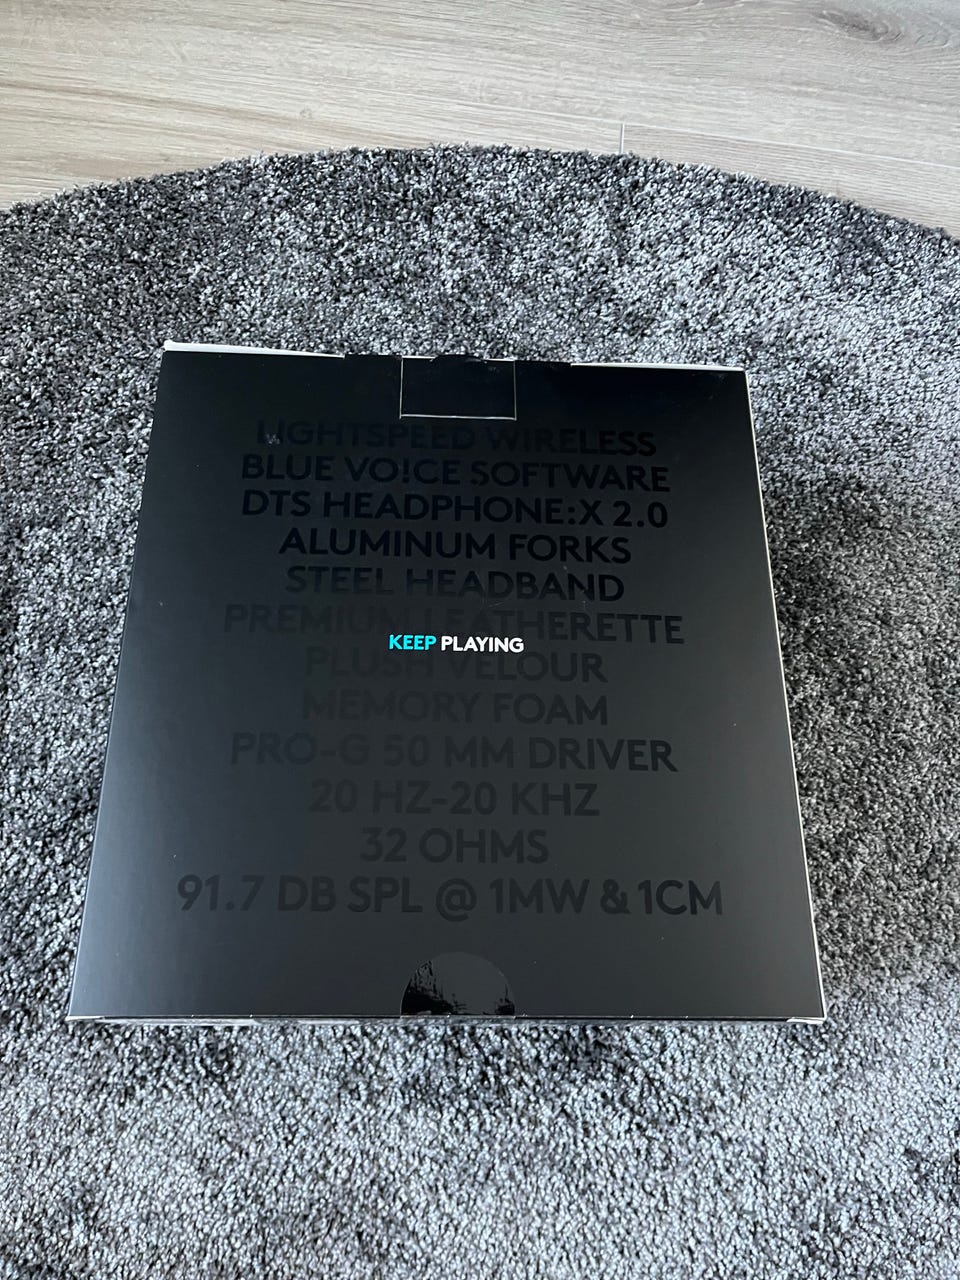 LIGHTSPEED WIRELESS
BLUE VO!CE SOFTWARE
DTS HEADPHONE:X 2.0
ALUMINUM FORKS
STEEL HEADBAND
PREMIUM LEATHERETTE
KEEP PLAYING
PLUSH VELOUR
MEMORY FOAM
PRO-G 50 MM DRIVER
20 HZ-20 KHZ
32 OHMS
91.7 DB SPL @ 1MW & 1CM